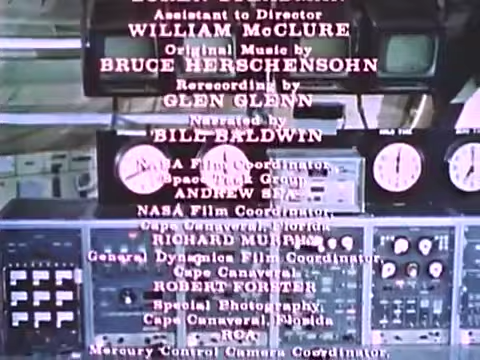 Assistant to Director
WILLIAM McCLURE
Original Music by
BRUCE HERSCHENSOHN
Rerecording by
GLEN GLENN
Narrated by
BILL BALDWIN
NASA Film Coordinator,
Space Task Group
ANDREW
NASA Film Coordinator,
Cape Canaveral, Florida
RICHARD MURPHY
General Dynamics Film Coordinator,
Cape Canaveral
ROBERT FORSTER
Special Photography,
Cape Canaveral, Florida
RCA
Mercury Control Camera Coordinator,
HOLD TIME